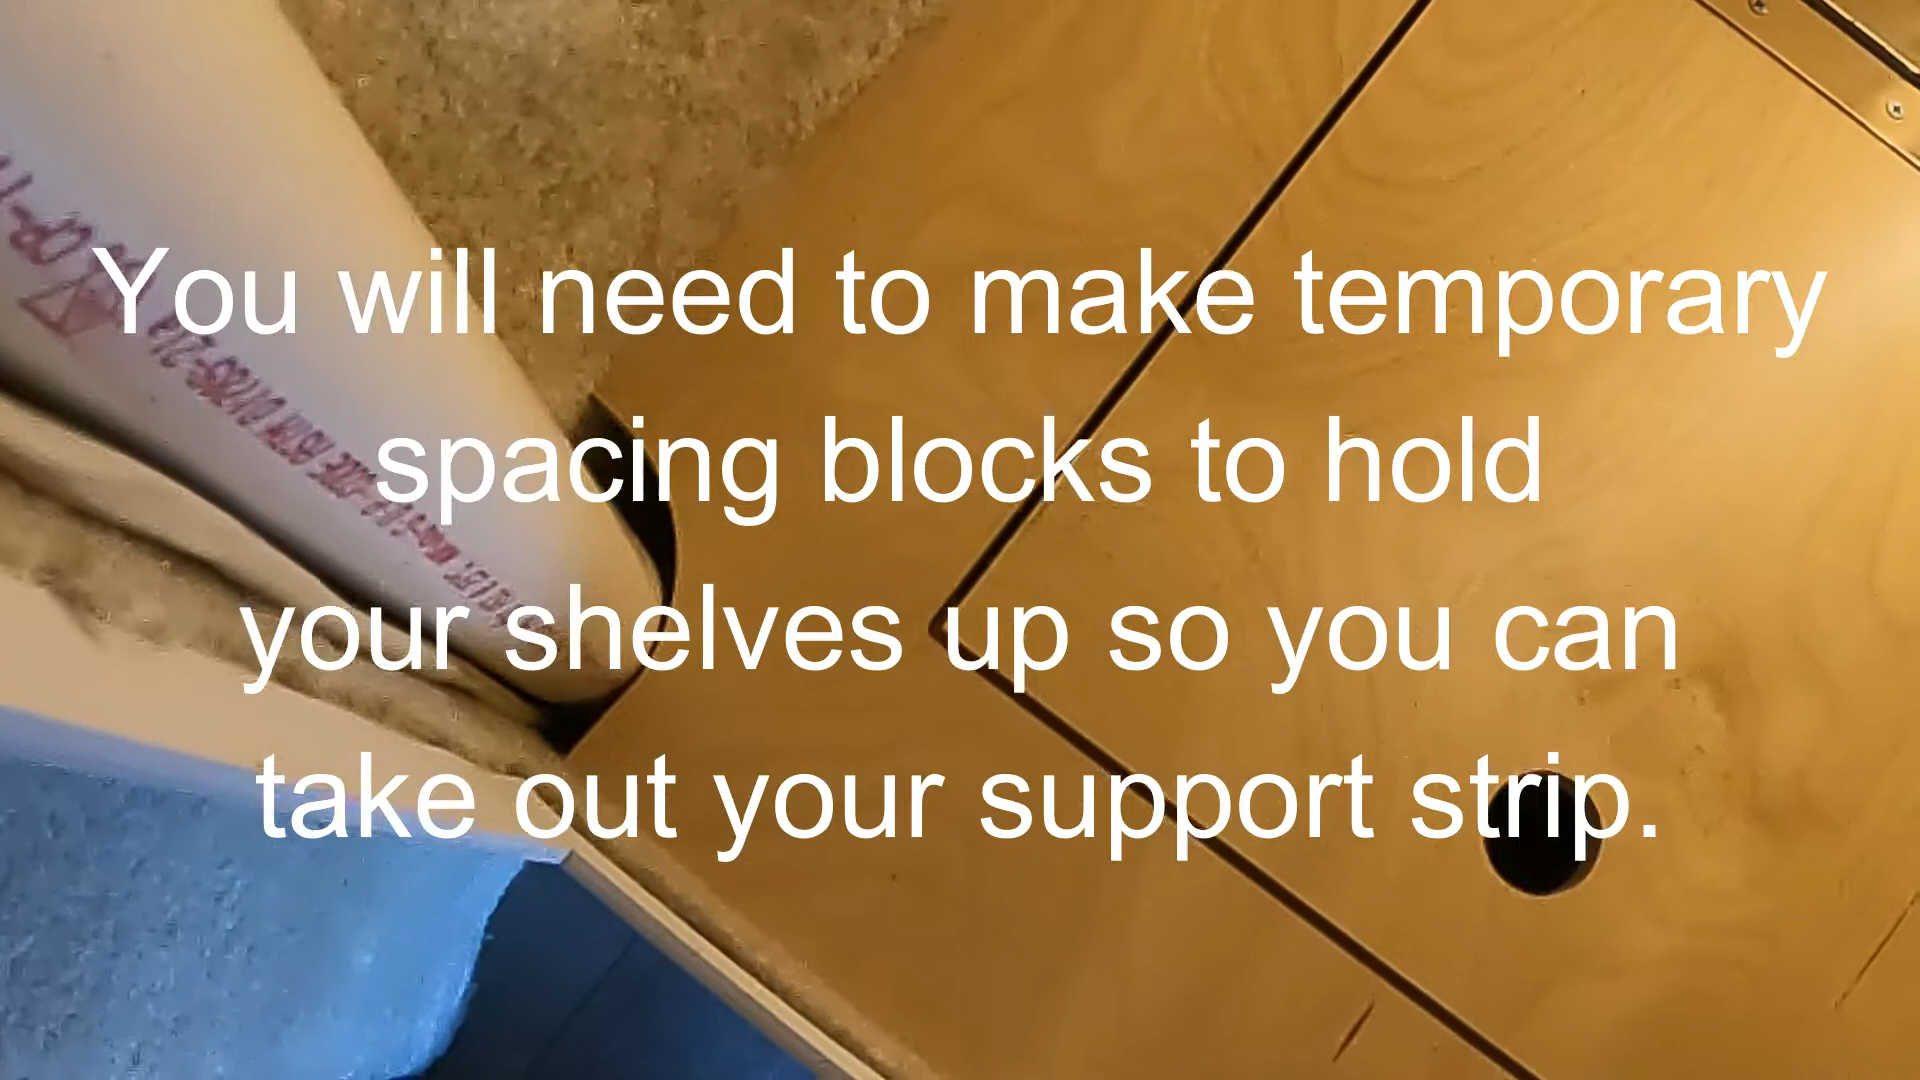 You will need to make temporary
spacing blocks to hold
your shelves up so you can
take out your support strip.